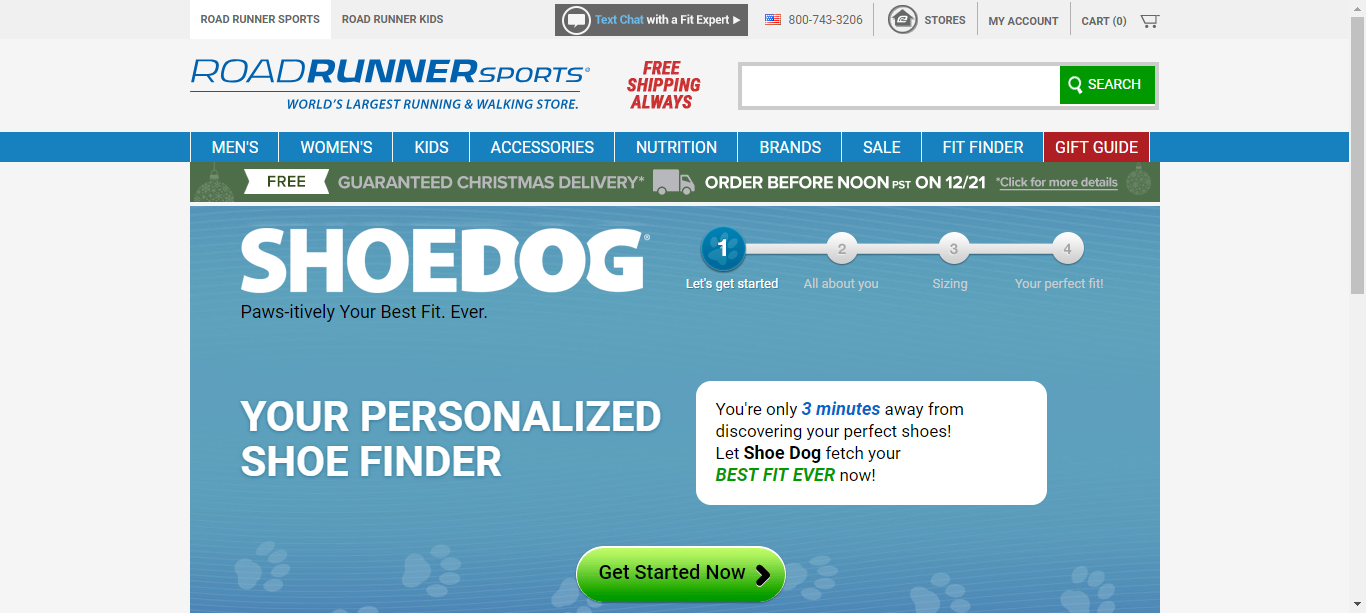 ROAD RUNNER SPORTS
ROAD RUNNER KIDS
Text Chat with a Fit Expert
800-743-3206
STORES
MY ACCOUNT
CART (0)
ROADRUNNERSPORTS®
WORLD'S LARGEST RUNNING & WALKING STORE.
FREE
SHIPPING
ALWAYS
SEARCH
MEN'S
WOMEN'S
KIDS
ACCESSORIES
NUTRITION
BRANDS
SALE
FIT FINDER
GIFT GUIDE
FREE GUARANTEED CHRISTMAS DELIVERY* ORDER BEFORE NOON PST ON 12/21 *Click for more details
SHOEDOG®
Paws-itively Your Best Fit. Ever.
1
2
3
4
Let's get started
All about you
Sizing
Your perfect fit!
YOUR PERSONALIZED
SHOE FINDER
You're only 3 minutes away from
discovering your perfect shoes!
Let Shoe Dog fetch your
BEST FIT EVER now!
Get Started Now